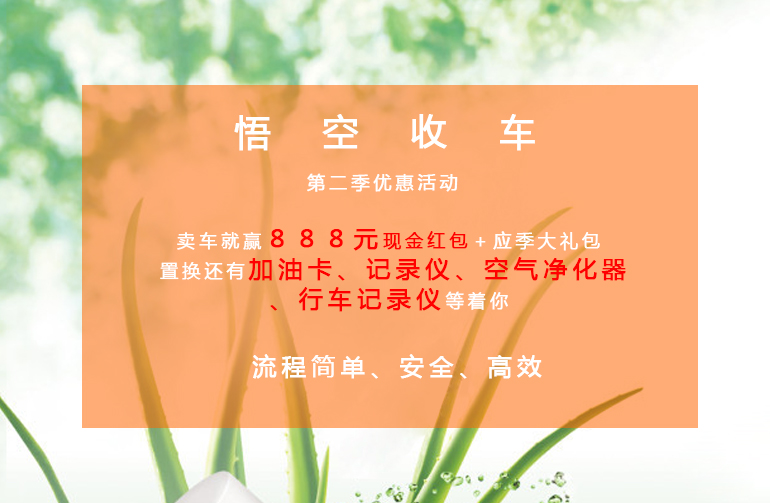 悟空收车
第二季优惠活动
卖车就赢８８８元现金红包+应季大礼包
置换还有加油卡、记录仪、空气净化器
、行车记录仪等着你
流程简单、安全、高效